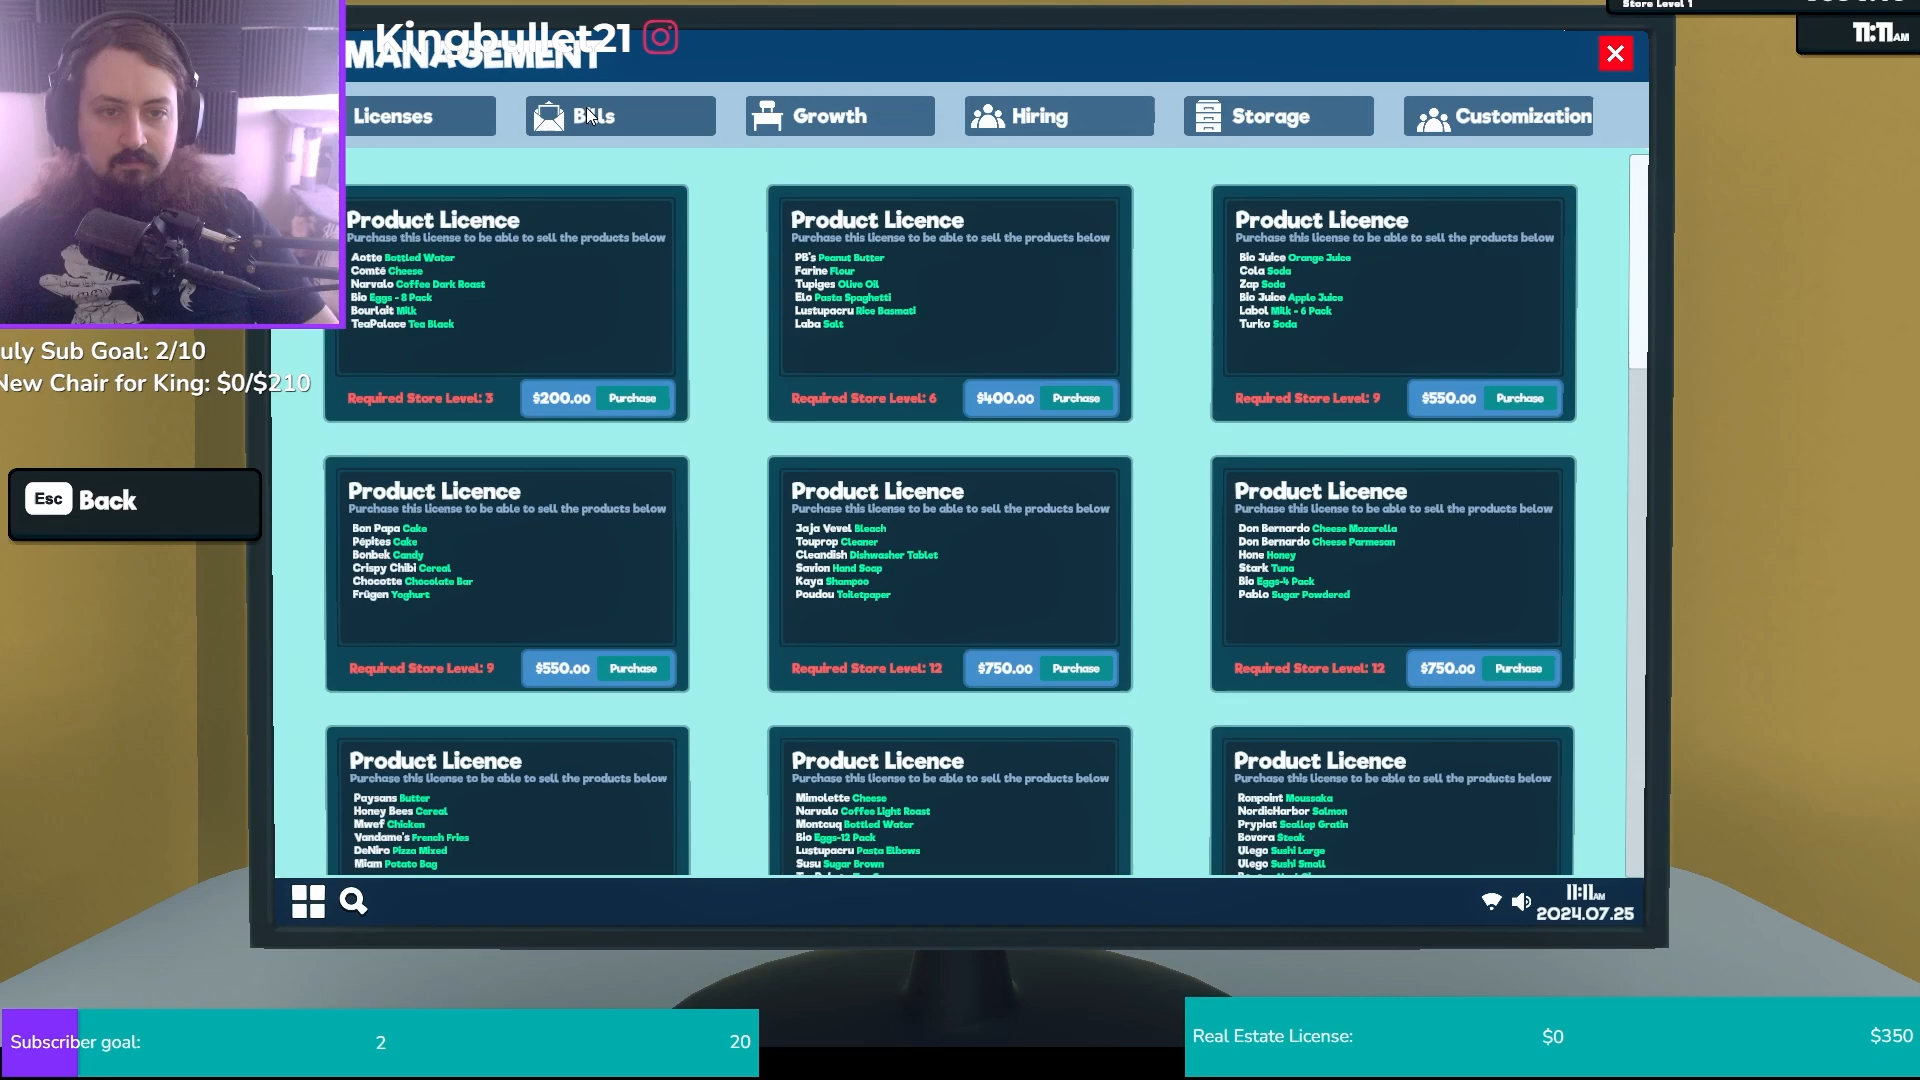 Store Level 1
11:11AM
Kingbullet21
MANAGEMENT
Licenses
Bills
Growth
Hiring
Storage
Customization
Product Licence
Purchase this license to be able to sell the products below
Aotte Bottled Water
Comté Cheese
Narvalo Coffee Dark Roast
Bio Eggs - 8 Pack
Bourlait Milk
TeaPalace Tea Black
Required Store Level: 3
$200.00
Purchase
Product Licence
Purchase this license to be able to sell the products below
PB's Peanut Butter
Farine Flour
Tupiges Olive Oil
Elo Pasta Spaghetti
Lustupacru Rice Basmati
Laba Salt
Required Store Level: 6
$400.00
Purchase
Product Licence
Purchase this license to be able to sell the products below
Bio Juice Orange Juice
Cola Soda
Zap Soda
Bio Juice Apple Juice
Labol Milk - 6 Pack
Turko Soda
Required Store Level: 9
$550.00
Purchase
uly Sub Goal: 2/10
New Chair for King: $0/$210
Esc Back
Product Licence
Purchase this license to be able to sell the products below
Bon Papa Cake
Pépites Cake
Bonbek Candy
Crispy Chibi Cereal
Chocotte Chocolate Bar
Frügen Yoghurt
Required Store Level: 9
$550.00
Purchase
Product Licence
Purchase this license to be able to sell the products below
Jaja Vevel Bleach
Touprop Cleaner
Cleandish Dishwasher Tablet
Savion Hand Soap
Kaya Shampoo
Poudou Toiletpaper
Required Store Level: 12
$750.00
Purchase
Product Licence
Purchase this license to be able to sell the products below
Don Bernardo Cheese Mozarella
Don Bernardo Cheese Parmesan
Hone Honey
Stark Tuna
Bio Eggs-4 Pack
Pablo Sugar Powdered
Required Store Level: 12
$750.00
Purchase
Product Licence
Purchase this license to be able to sell the products below
Paysans Butter
Honey Bees Cereal
Mwef Chicken
Vandame's French Fries
DeNiro Pizza Mixed
Miam Potato Bag
Product Licence
Purchase this license to be able to sell the products below
Mimolette Cheese
Narvalo Coffee Light Roast
Montcuq Bottled Water
Bio Eggs-12 Pack
Lustupacru Pasta Elbows
Susu Sugar Brown
Product Licence
Purchase this license to be able to sell the products below
Ronpoint Moussaka
NordicHarbor Salmon
Prypiat Scallop Gratin
Bovora Steak
Ulego Sushi Large
Ulego Sushi Small
11:11AM
2024.07.25
Subscriber goal:
2
20
Real Estate License:
$0
$350